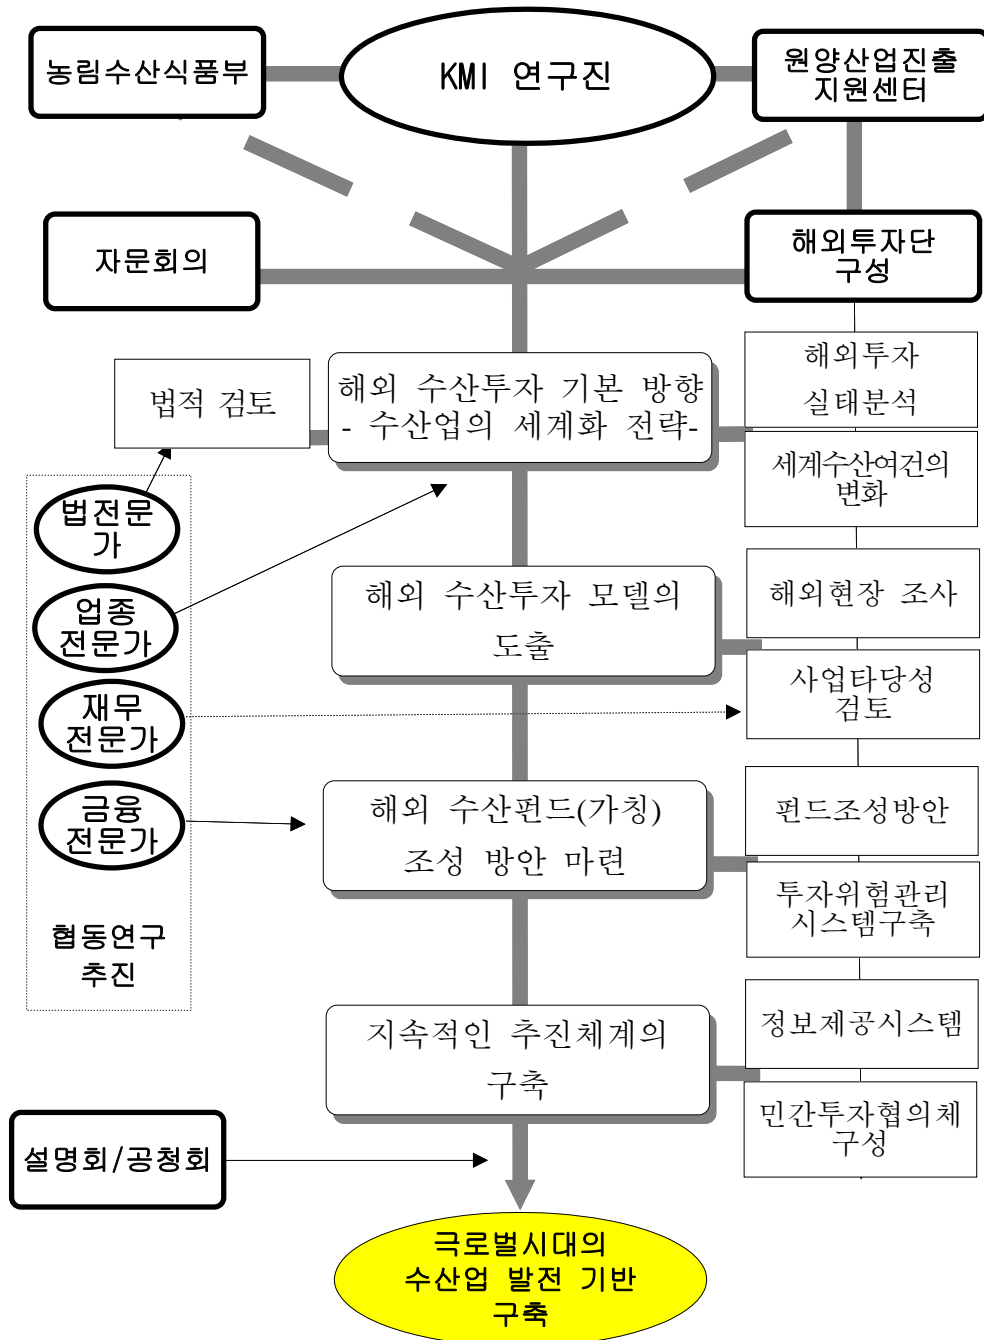 농림수산식품부
KMI 연구진
원양산업진출
지원센터
자문회의
해외투자단
구성
법적 검토
해외 수산투자 기본 방향
- 수산업의 세계화 전략-
해외투자
실태분석
세계수산여건의
변화
법전문
가
업종
전문가
재무
전문가
금융
전문가
협동연구
추진
해외 수산투자 모델의
도출
해외현장 조사
사업타당성
검토
해외 수산펀드(가칭)
조성 방안 마련
펀드조성방안
투자위험관리
시스템구축
지속적인 추진체계의
구축
정보제공시스템
민간투자협의체
구성
설명회/공청회
극로벌시대의
수산업 발전 기반
구축